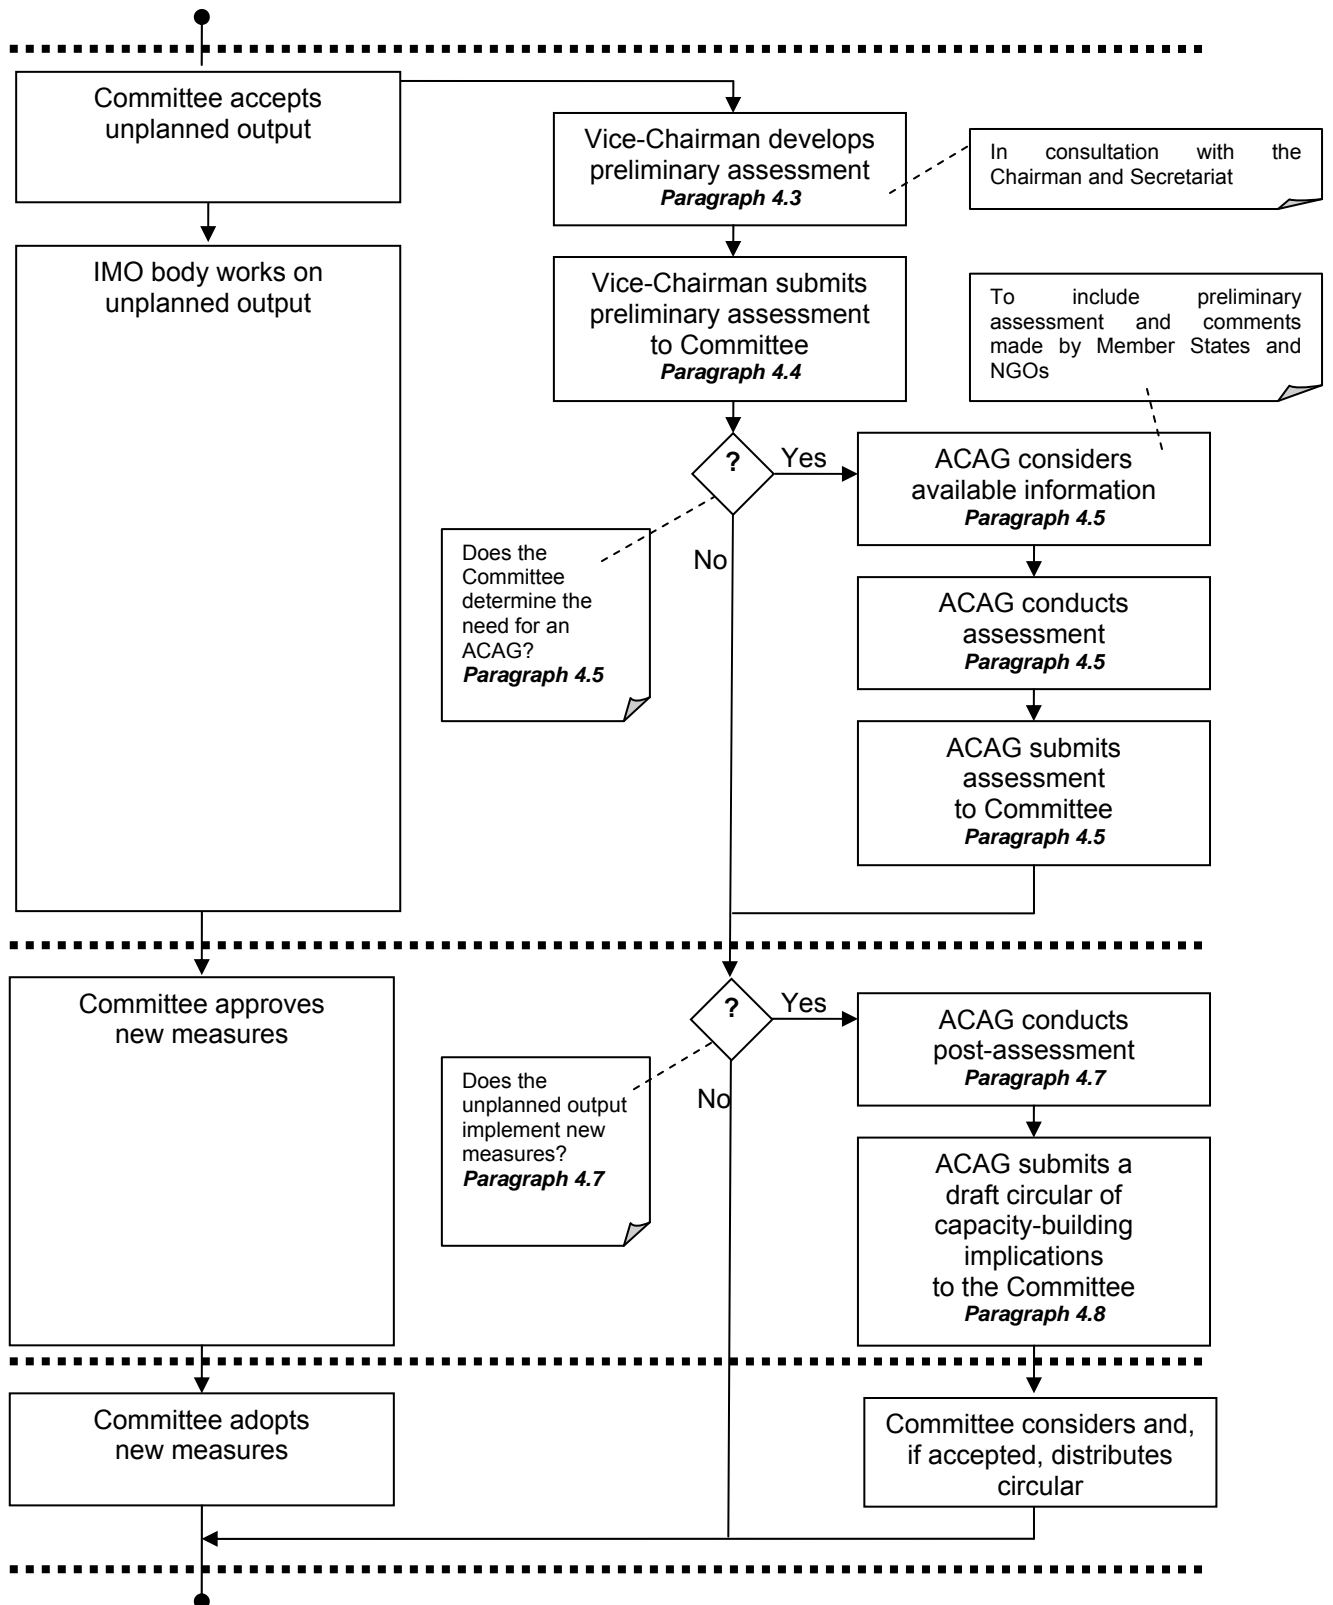 Committee accepts
unplanned output
Vice-Chairman develops
preliminary assessment
Paragraph 4.3
In consultation with the
Chairman and Secretariat
IMO body works on
unplanned output
Vice-Chairman submits
preliminary assessment
to Committee
Paragraph 4.4
To include preliminary
assessment and comments
made by Member States and
NGOs
?
Yes
ACAG considers
available information
Paragraph 4.5
Does the
Committee
determine the
need for an
ACAG?
Paragraph 4.5
No
ACAG conducts
assessment
Paragraph 4.5
ACAG submits
assessment
to Committee
Paragraph 4.5
Committee approves
new measures
?
Yes
ACAG conducts
post-assessment
Paragraph 4.7
Does the
unplanned output
implement new
measures?
Paragraph 4.7
No
ACAG submits a
draft circular of
capacity-building
implications
to the Committee
Paragraph 4.8
Committee adopts
new measures
Committee considers and,
if accepted, distributes
circular